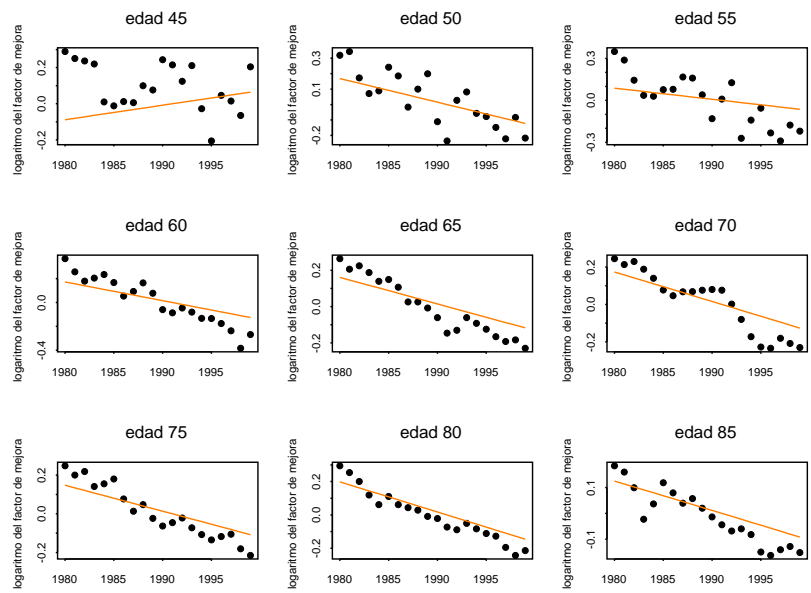 edad 45
edad 50
edad 55
logaritmo del factor de mejora
-0.2 0.0 0.2
1980 1985 1990 1995
logaritmo del factor de mejora
-0.2 0.1 0.3
1980 1985 1990 1995
logaritmo del factor de mejora
-0.3 0.0 0.3
1980 1985 1990 1995
edad 60
edad 65
edad 70
logaritmo del factor de mejora
-0.4 0.0
1980 1985 1990 1995
logaritmo del factor de mejora
-0.2 0.0 0.2
1980 1985 1990 1995
logaritmo del factor de mejora
-0.2 0.0 0.2
1980 1985 1990 1995
edad 75
edad 80
edad 85
logaritmo del factor de mejora
-0.2 0.0 0.2
1980 1985 1990 1995
logaritmo del factor de mejora
-0.2 0.0 0.2
1980 1985 1990 1995
logaritmo del factor de mejora
-0.1 0.1
1980 1985 1990 1995